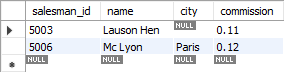 salesman_id name city commission
5003 Lauson Hen NULL 0.11
5006 Mc Lyon Paris 0.12
NULL NULL NULL NULL